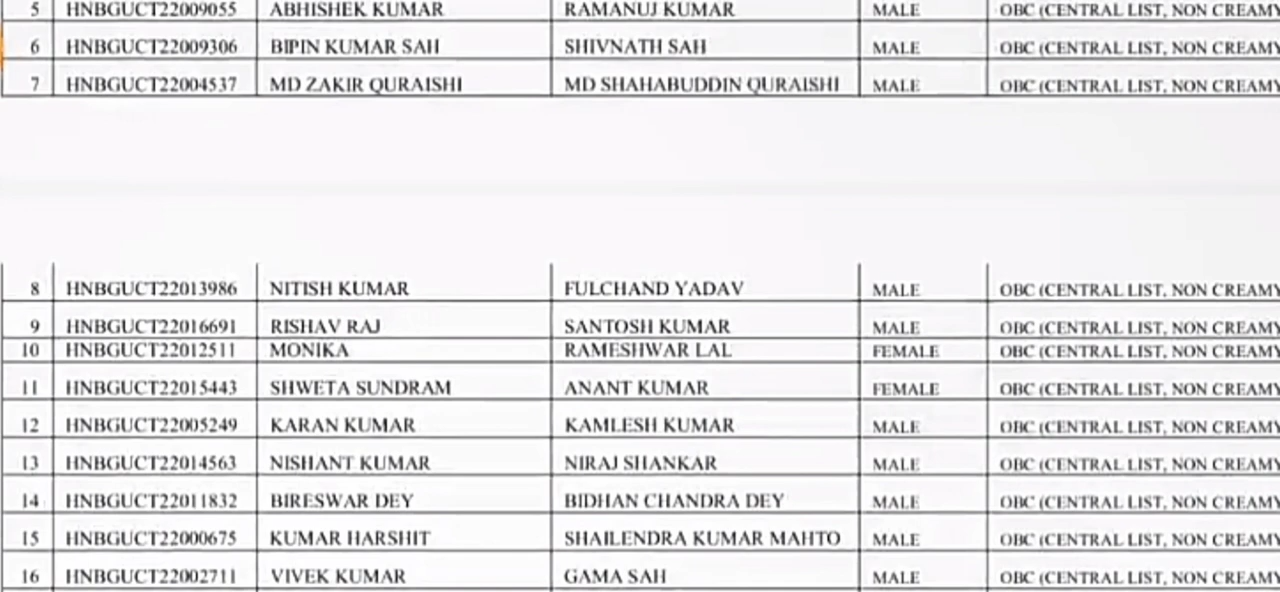 5 HNBGUCT22009055 ABHISHEK KUMAR RAMANUJ KUMAR MALE OBC (CENTRAL LIST, NON CREAMY
6 HNBGUCT22009306 BIPIN KUMAR SAH SHIVNATH SAH MALE OBC (CENTRAL LIST, NON CREAMY
7 HNBGUCT22004537 MD ZAKIR QURAISHI MD SHAHABUDDIN QURAISHI MALE OBC (CENTRAL LIST, NON CREAMY
8 HNBGUCT22013986 NITISH KUMAR FULCHAND YADAV MALE OBC (CENTRAL LIST, NON CREAMY
9 HNBGUCT22016691 RISHAV RAJ SANTOSH KUMAR MALE OBC (CENTRAL LIST, NON CREAMY
10 HNBGUCT22012511 MONIKA RAMESHWAR LAL FEMALE OBC (CENTRAL LIST, NON CREAMY
11 HNBGUCT22015443 SHWETA SUNDRAM ANANT KUMAR FEMALE OBC (CENTRAL LIST, NON CREAMY
12 HNBGUCT22005249 KARAN KUMAR KAMLESH KUMAR MALE OBC (CENTRAL LIST, NON CREAMY
13 HNBGUCT22014563 NISHANT KUMAR NIRAJ SHANKAR MALE OBC (CENTRAL LIST, NON CREAMY
14 HNBGUCT22011832 BIRESWAR DEY BIDHAN CHANDRA DEY MALE OBC (CENTRAL LIST, NON CREAMY
15 HNBGUCT22000675 KUMAR HARSHIT SHAILENDRA KUMAR MAHTO MALE OBC (CENTRAL LIST, NON CREAMY
16 HNBGUCT22002711 VIVEK KUMAR GAMA SAH MALE OBC (CENTRAL LIST, NON CREAMY